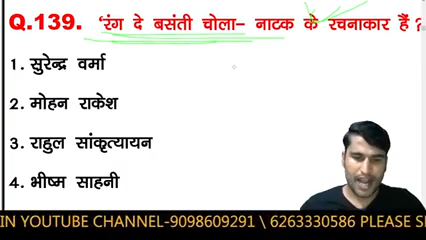 Q.139. 'रंग दे बसंती चोला- नाटक के रचनाकार हैं ?
1. सुरेन्द्र वर्मा
2. मोहन राकेश
3. राहुल सांकृत्यायन
4. भीष्म साहनी
IN YOUTUBE CHANNEL-9098609291 \ 6263330586 PLEASE S